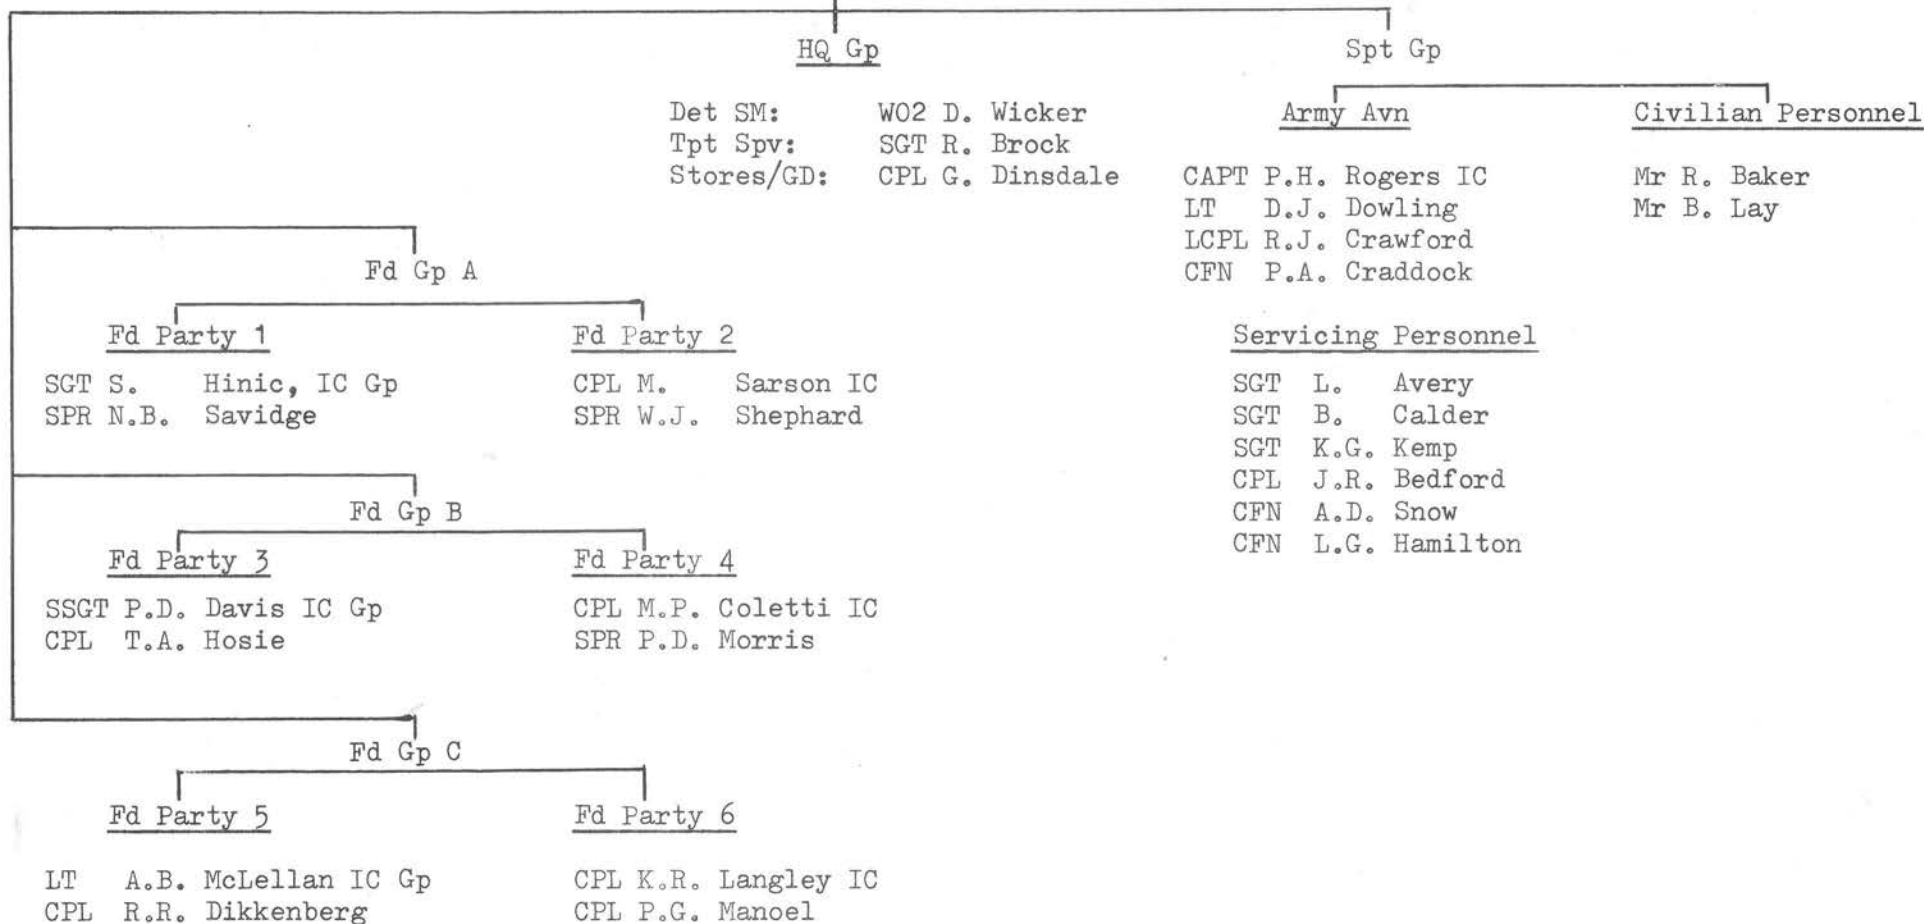 HQ Gp
Det SM: WO2 D. Wicker
Tpt Spv: SGT R. Brock
Stores/GD: CPL G. Dinsdale
Spt Gp
Army Avn
CAPT P.H. Rogers IC
LT D.J. Dowling
LCPL R.J. Crawford
CFN P.A. Craddock
Civilian Personnel
Mr R. Baker
Mr B. Lay
Servicing Personnel
SGT L. Avery
SGT B. Calder
SGT K.G. Kemp
CPL J.R. Bedford
CFN A.D. Snow
CFN L.G. Hamilton
Fd Gp A
Fd Party 1
SGT S. Hinic, IC Gp
SPR N.B. Savidge
Fd Party 2
CPL M. Sarson IC
SPR W.J. Shephard
Fd Gp B
Fd Party 3
SSGT P.D. Davis IC Gp
CPL T.A. Hosie
Fd Party 4
CPL M.P. Coletti IC
SPR P.D. Morris
Fd Gp C
Fd Party 5
LT A.B. McLellan IC Gp
CPL R.R. Dikkenberg
Fd Party 6
CPL K.R. Langley IC
CPL P.G. Manoel